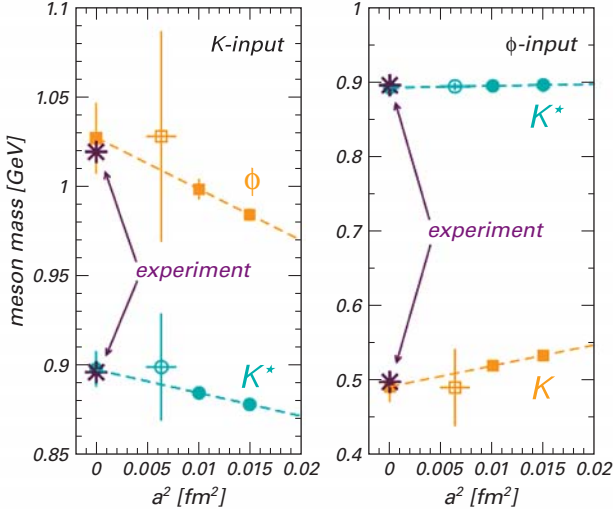 meson mass [GeV]
1.1
1.05
1
0.95
0.9
0.85
K-input
ϕ
experiment
K*
0
0.005
0.01
0.015
0.02
a² [fm²]
1
0.9
0.8
0.7
0.6
0.5
0.4
ϕ-input
K*
experiment
K
0
0.005
0.01
0.015
0.02
a² [fm²]